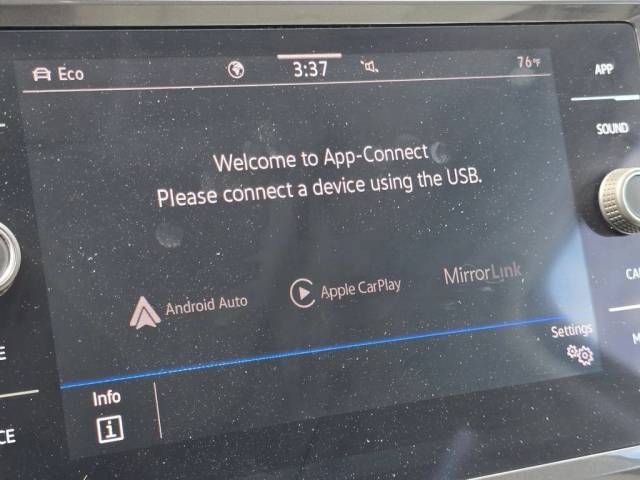 Eco
3:37
76°F
APP
SOUND
Welcome to App-Connect
Please connect a device using the USB.
Android Auto
Apple CarPlay
MirrorLink
Settings
Info
i